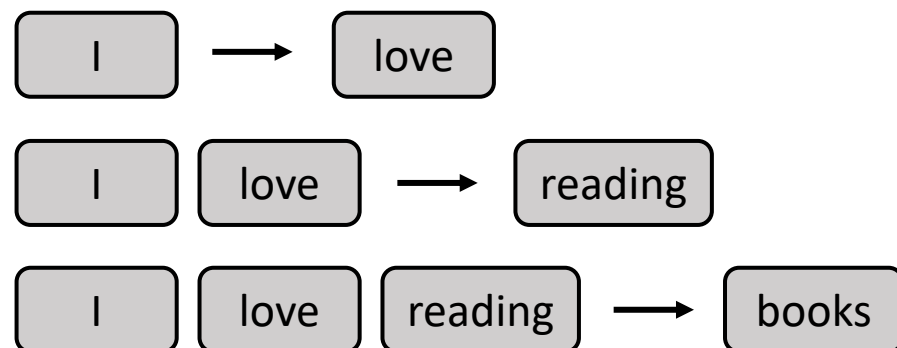 I → love
I love → reading
I love reading → books